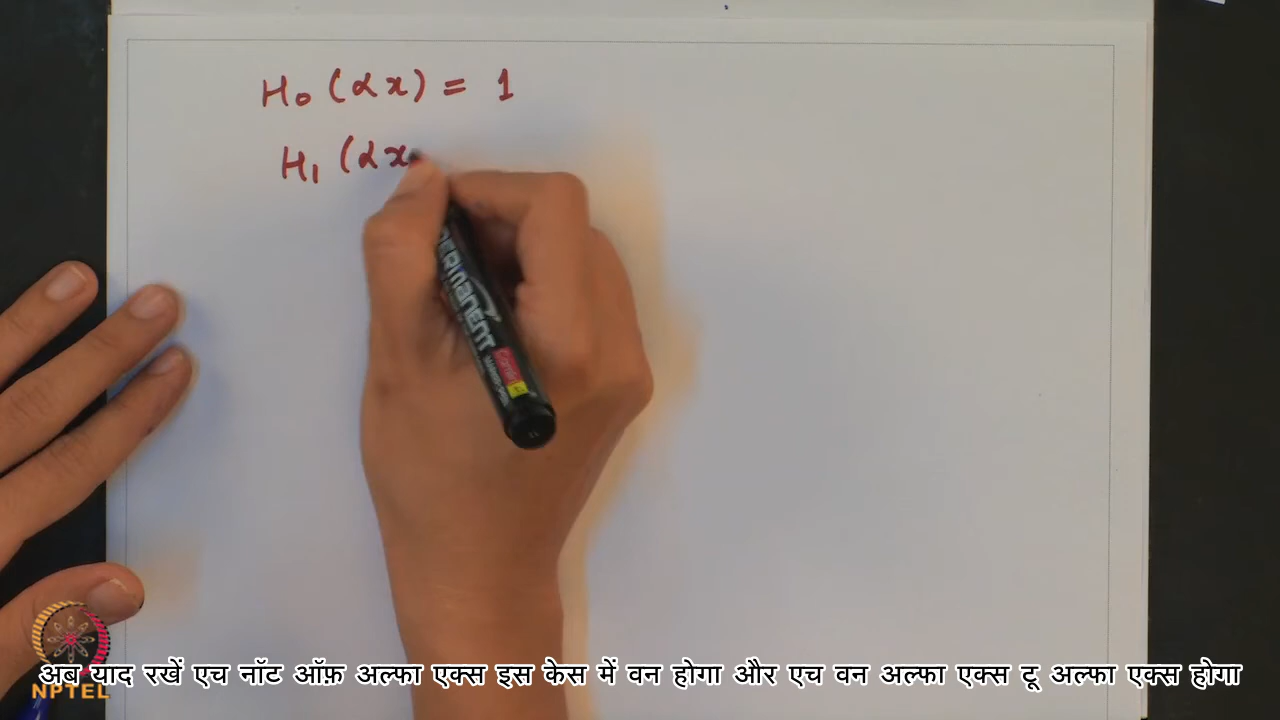 H₀ (αx) = 1
H₁ (αx
PERMANENT
अब याद रखें एच नॉट ऑफ़ अल्फा एक्स इस केस में वन होगा और एच वन अल्फा एक्स टू अल्फा एक्स होगा
NPTEL